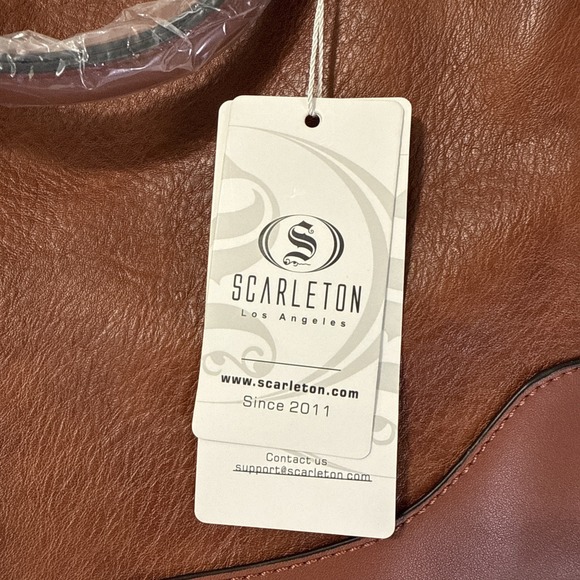 S
SCARLETON
Los Angeles
www.scarleton.com
Since 2011
Contact us
support@scarleton.com